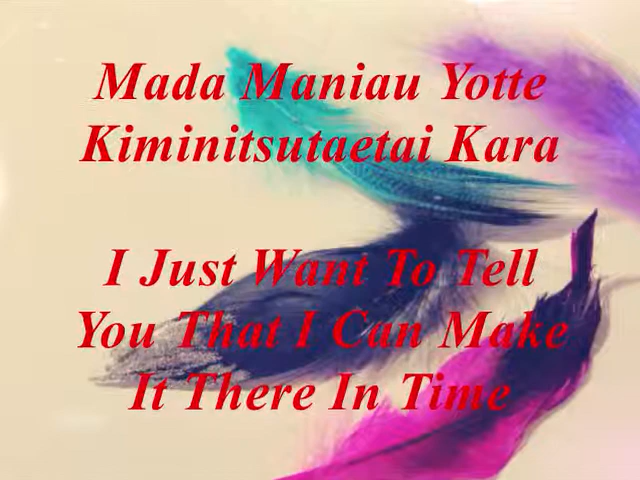 Mada Maniau Yotte
Kiminitsutaetai Kara
I Just Want To Tell
You That I Can Make
It There In Time